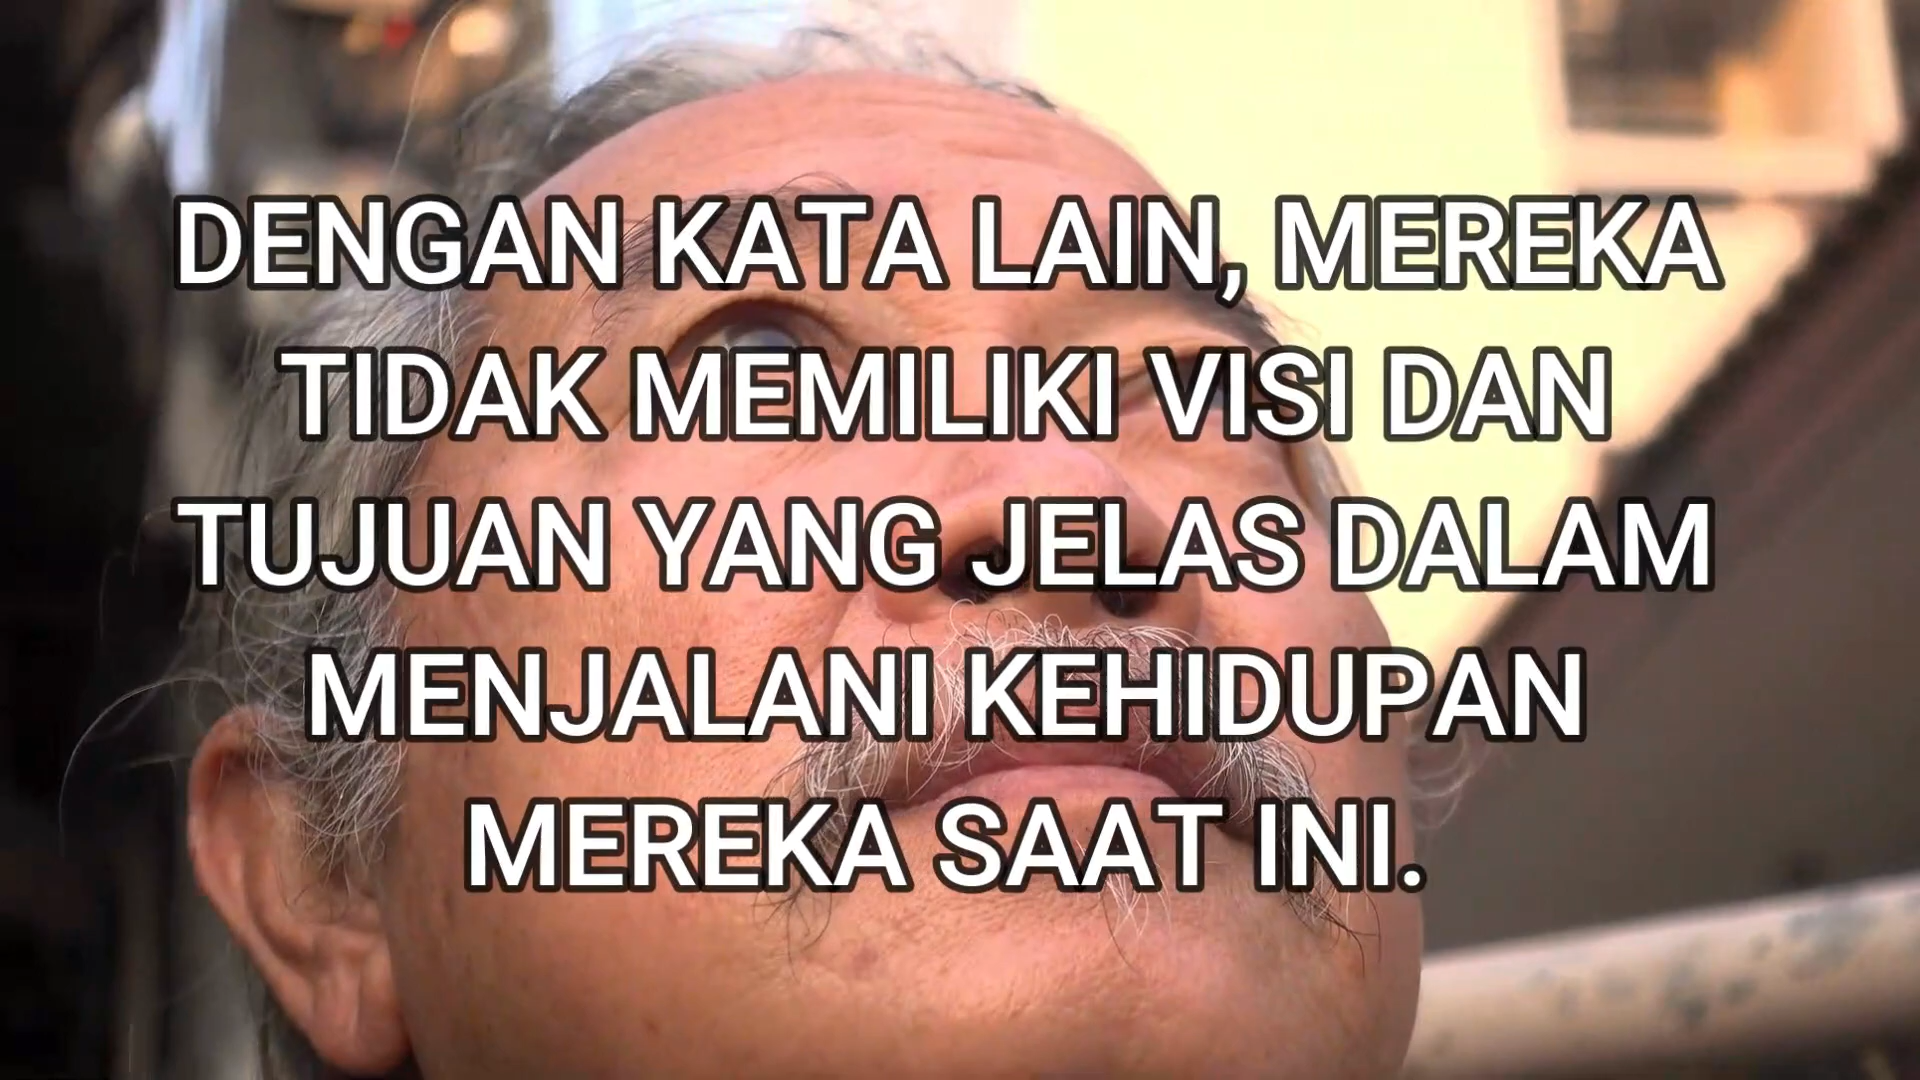 DENGAN KATA LAIN, MEREKA
TIDAK MEMILIKI VISI DAN
TUJUAN YANG JELAS DALAM
MENJALANI KEHIDUPAN
MEREKA SAAT INI.